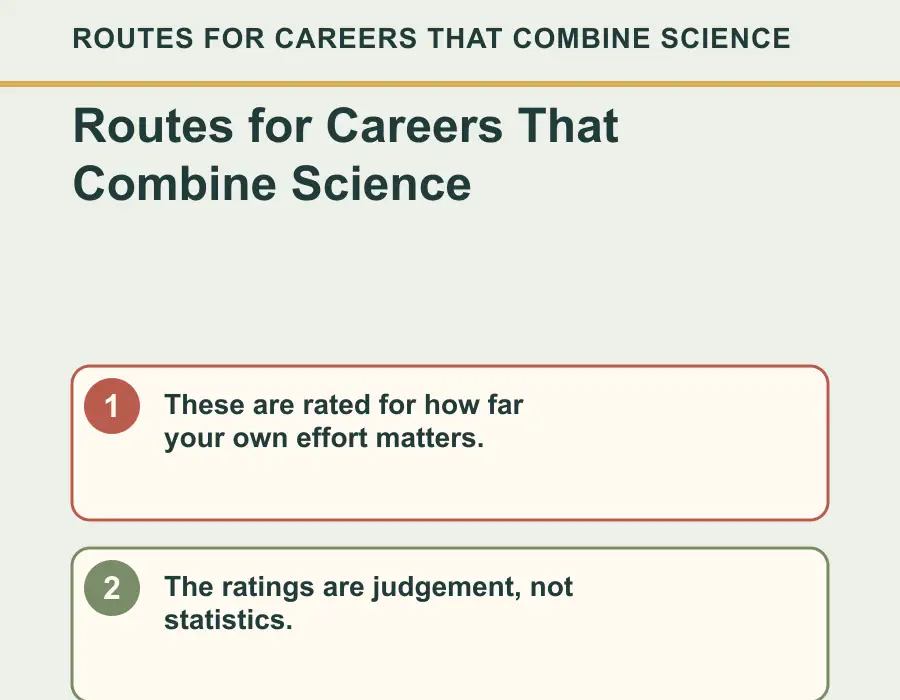 ROUTES FOR CAREERS THAT COMBINE SCIENCE
Routes for Careers That
Combine Science
1
These are rated for how far
your own effort matters.
2
The ratings are judgement, not
statistics.